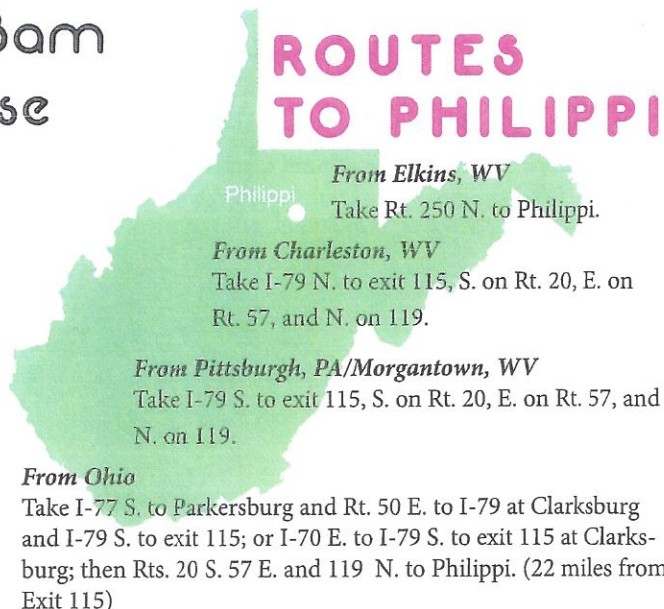 ROUTES
TO PHILIPPI
Philippi
From Elkins, WV
Take Rt. 250 N. to Philippi.
From Charleston, WV
Take I-79 N. to exit 115, S. on Rt. 20, E. on
Rt. 57, and N. on 119.
From Pittsburgh, PA/Morgantown, WV
Take I-79 S. to exit 115, S. on Rt. 20, E. on Rt. 57, and
N. on 119.
From Ohio
Take I-77 S. to Parkersburg and Rt. 50 E. to I-79 at Clarksburg
and I-79 S. to exit 115; or I-70 E. to I-79 S. to exit 115 at Clarks-
burg; then Rts. 20 S. 57 E. and 119 N. to Philippi. (22 miles from
Exit 115)